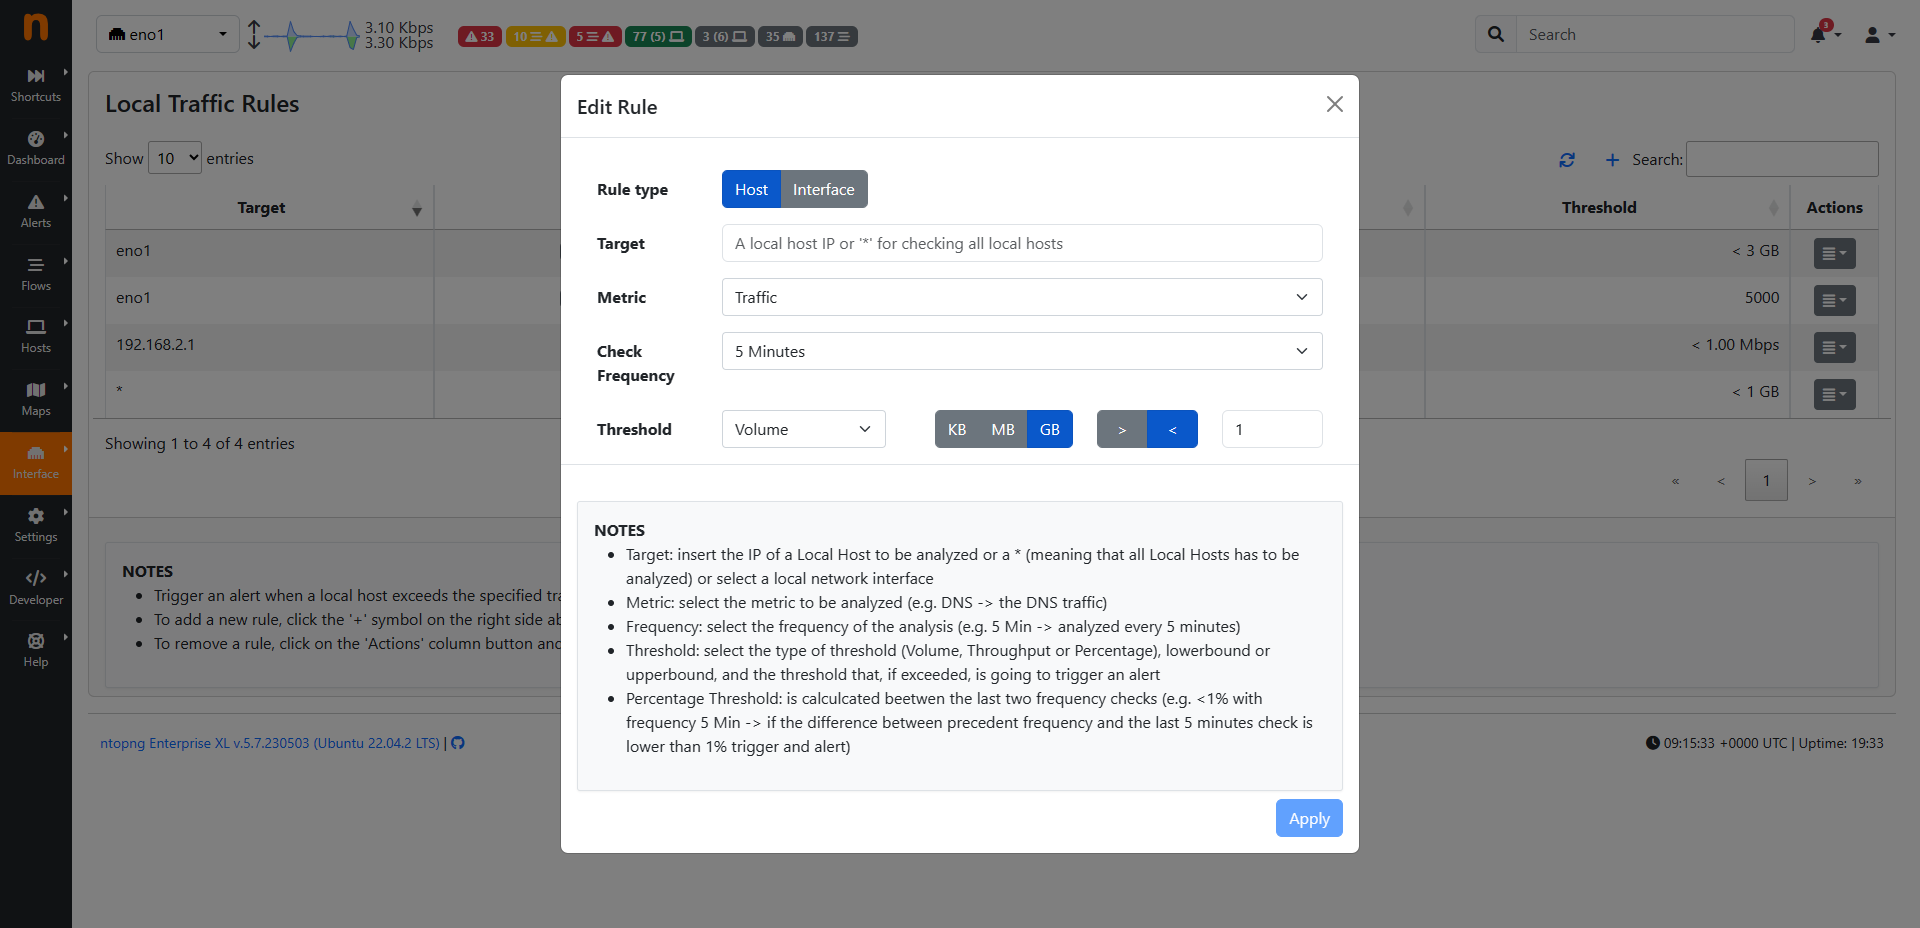 n
eno1
3.10 Kbps
3.30 Kbps
33
10
5
77 (5)
3 (6)
35
137
Search
3
Shortcuts
Dashboard
Alerts
Flows
Hosts
Maps
Interface
Settings
Developer
Help
Local Traffic Rules
Show 10 entries
+ Search:
Target
Threshold
Actions
eno1
< 3 GB
eno1
5000
192.168.2.1
< 1.00 Mbps
*
< 1 GB
Showing 1 to 4 of 4 entries
« < 1 > »
NOTES
• Trigger an alert when a local host exceeds the specified
• To add a new rule, click the '+' symbol on the right side
• To remove a rule, click on the 'Actions' column button
ntopng Enterprise XL v.5.7.230503 (Ubuntu 22.04.2 LTS) |
09:15:33 +0000 UTC | Uptime: 19:33
Edit Rule
Rule type
Host Interface
Target
A local host IP or '*' for checking all local hosts
Metric
Traffic
Check
Frequency
5 Minutes
Threshold
Volume
KB MB GB
> <
1
NOTES
• Target: insert the IP of a Local Host to be analyzed or a * (meaning that all Local Hosts has to be
analyzed) or select a local network interface
• Metric: select the metric to be analyzed (e.g. DNS -> the DNS traffic)
• Frequency: select the frequency of the analysis (e.g. 5 Min -> analyzed every 5 minutes)
• Threshold: select the type of threshold (Volume, Throughput or Percentage), lowerbound or
upperbound, and the threshold that, if exceeded, is going to trigger an alert
• Percentage Threshold: is calculcated beetwen the last two frequency checks (e.g. <1% with
frequency 5 Min -> if the difference between precedent frequency and the last 5 minutes check is
lower than 1% trigger and alert)
Apply